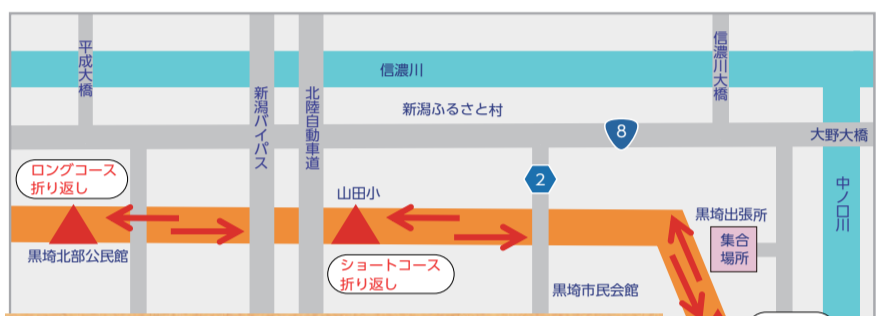 平成大橋
信濃川
信濃川大橋
新潟バイパス
北陸自動車道
新潟ふるさと村
8
大野大橋
ロングコース
折り返し
2
山田小
中ノ口川
黒埼出張所
集合
場所
黒埼北部公民館
ショートコース
折り返し
黒埼市民会館